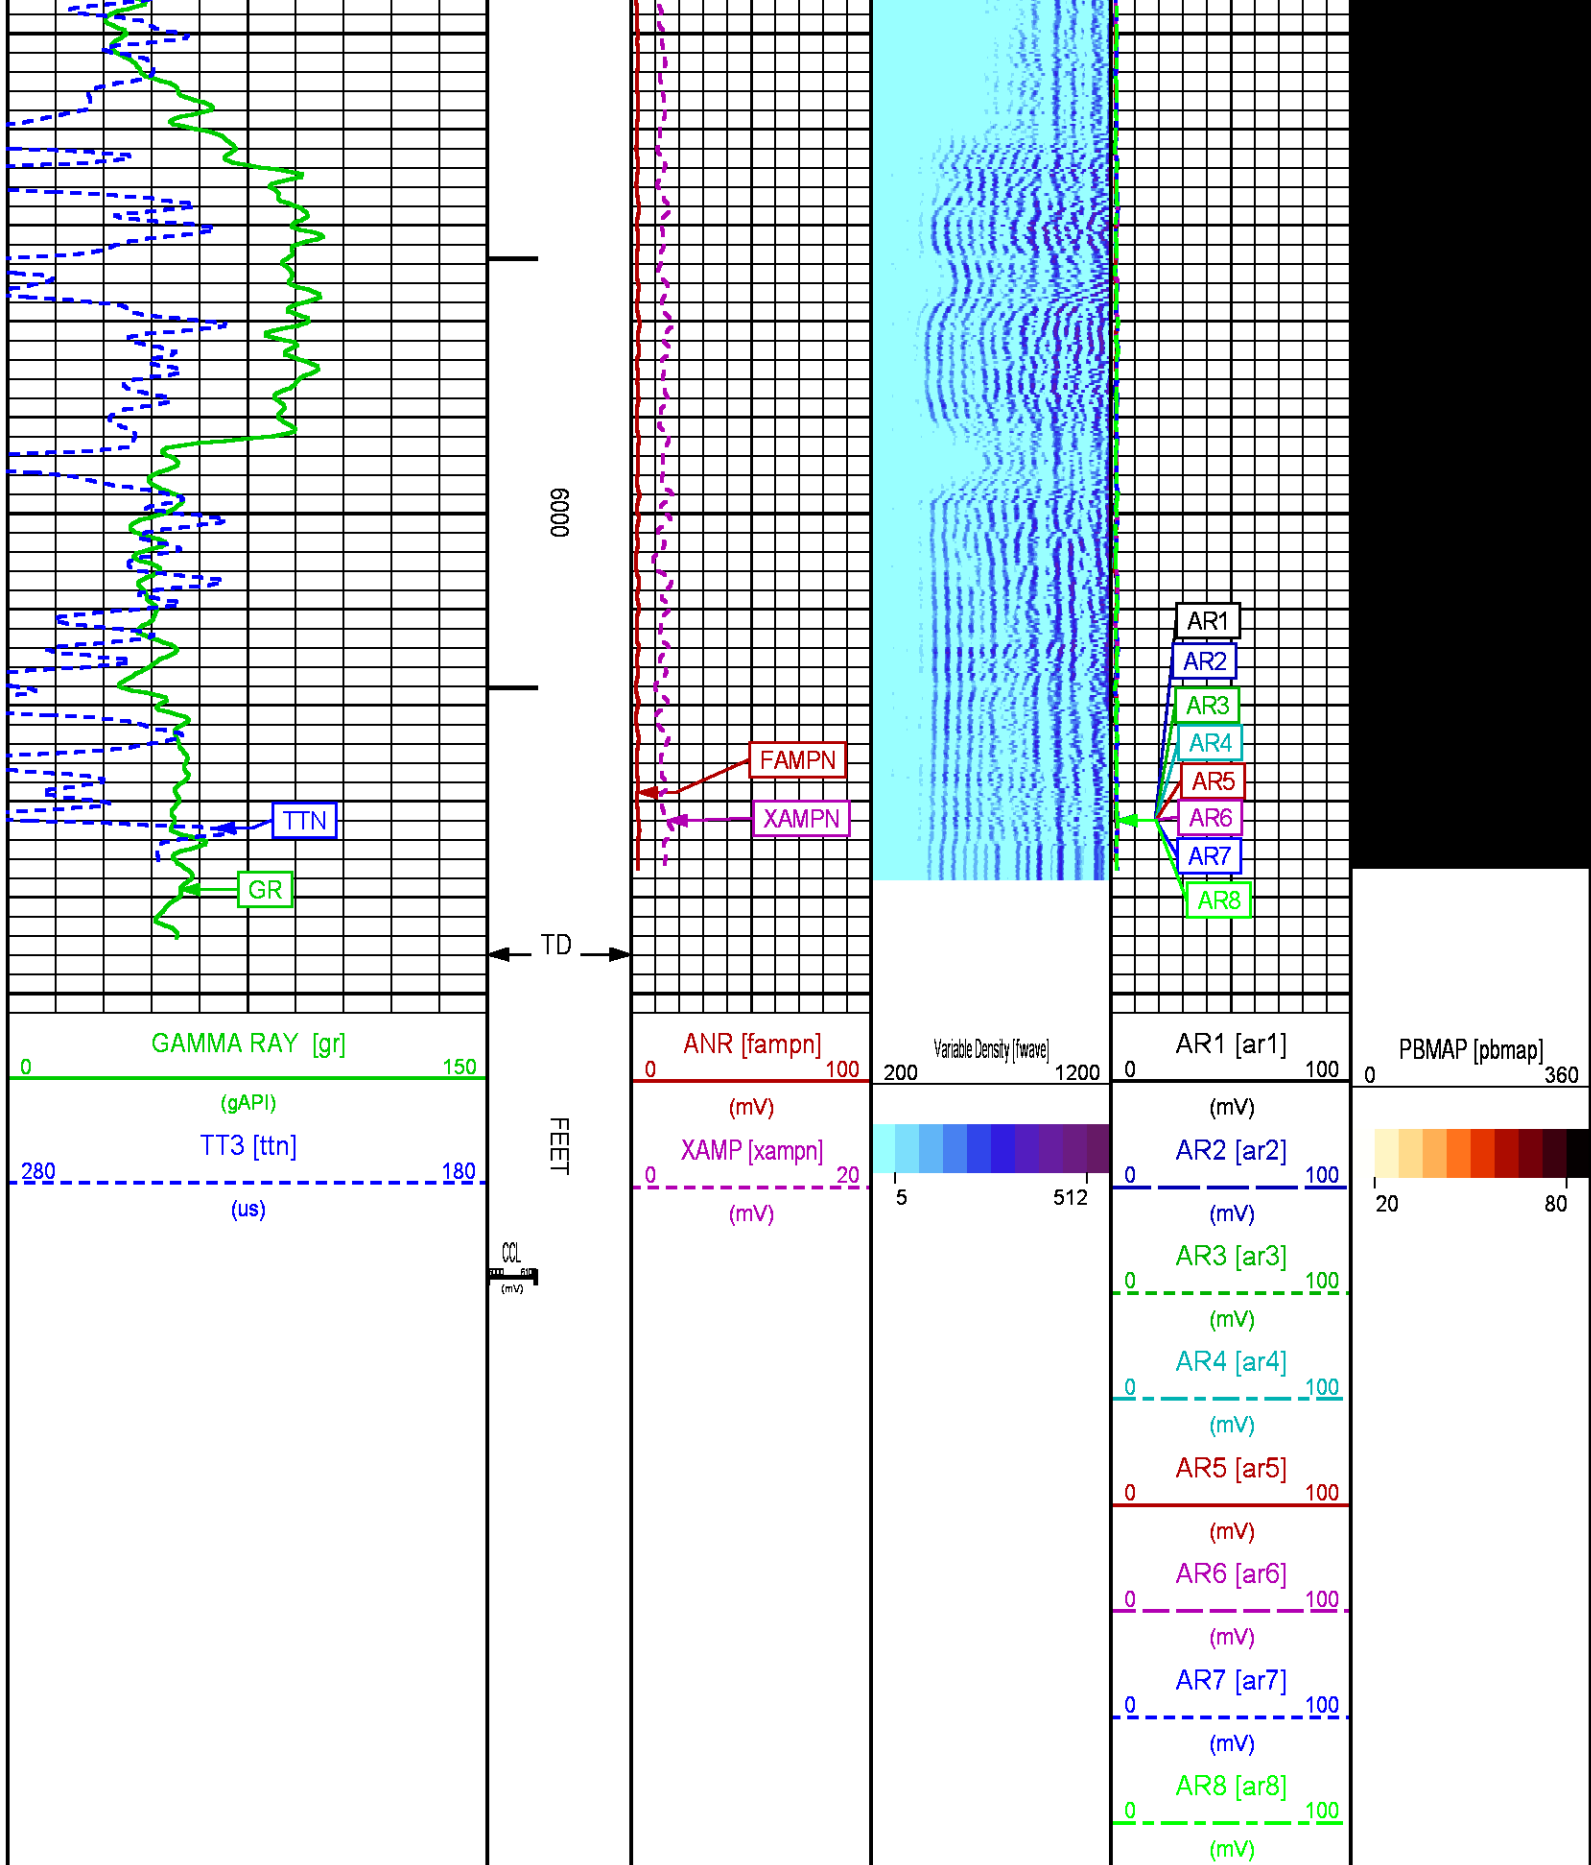 6000
AR1
AR2
AR3
AR4
AR5
AR6
AR7
AR8
FAMPN
XAMPN
TTN
GR
TD
GAMMA RAY [gr]
0 150
(gAPI)
TT3 [ttn]
280 180
(us)
FEET
CCL
(mV)
ANR [fampn]
0 100
(mV)
XAMP [xampn]
0 20
(mV)
Variable Density [fwave]
200 1200
5 512
AR1 [ar1]
0 100
(mV)
AR2 [ar2]
0 100
(mV)
AR3 [ar3]
0 100
(mV)
AR4 [ar4]
0 100
(mV)
AR5 [ar5]
0 100
(mV)
AR6 [ar6]
0 100
(mV)
AR7 [ar7]
0 100
(mV)
AR8 [ar8]
0 100
(mV)
PBMAP [pbmap]
0 360
20 80